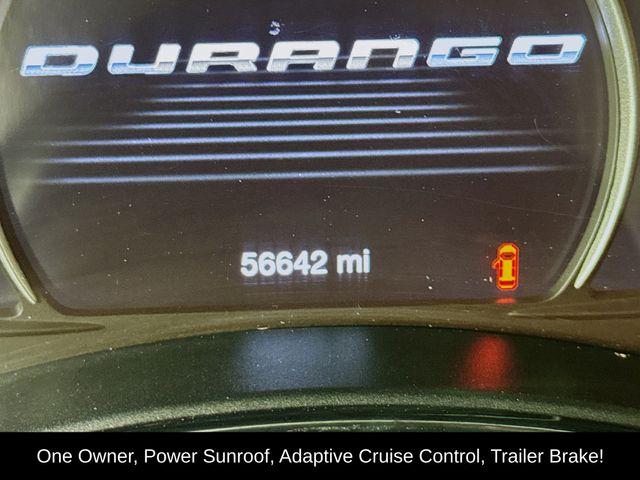 DURANGO
56642 mi
One Owner, Power Sunroof, Adaptive Cruise Control, Trailer Brake!